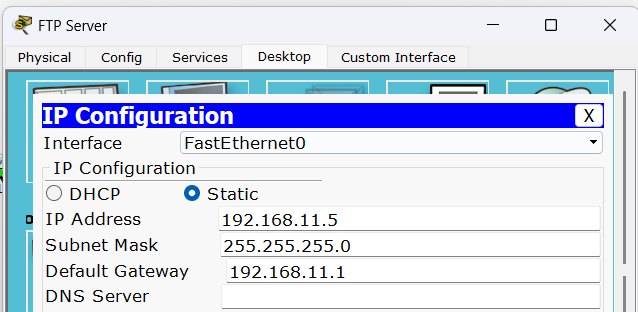 FTP Server
Physical Config Services Desktop Custom Interface
IP Configuration X
Interface FastEthernet0
IP Configuration
DHCP Static
IP Address 192.168.11.5
Subnet Mask 255.255.255.0
Default Gateway 192.168.11.1
DNS Server